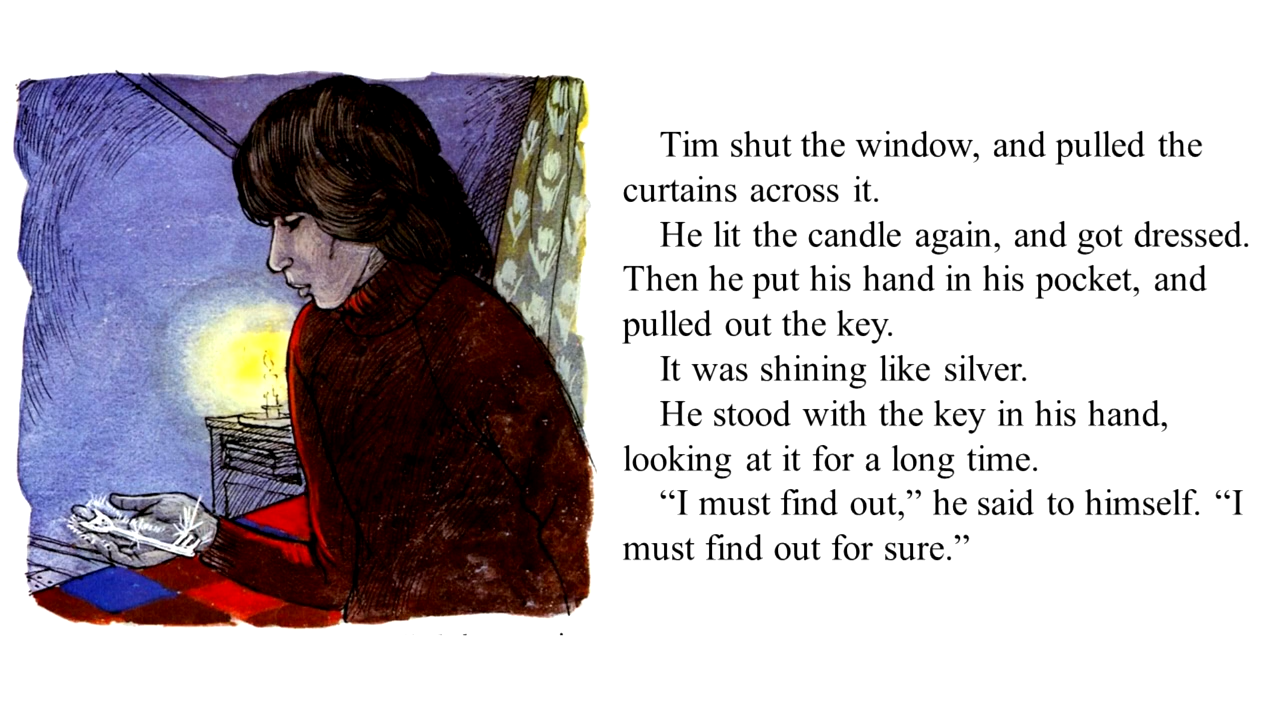 Tim shut the window, and pulled the
curtains across it.
He lit the candle again, and got dressed.
Then he put his hand in his pocket, and
pulled out the key.
It was shining like silver.
He stood with the key in his hand,
looking at it for a long time.
“I must find out,” he said to himself. “I
must find out for sure.”